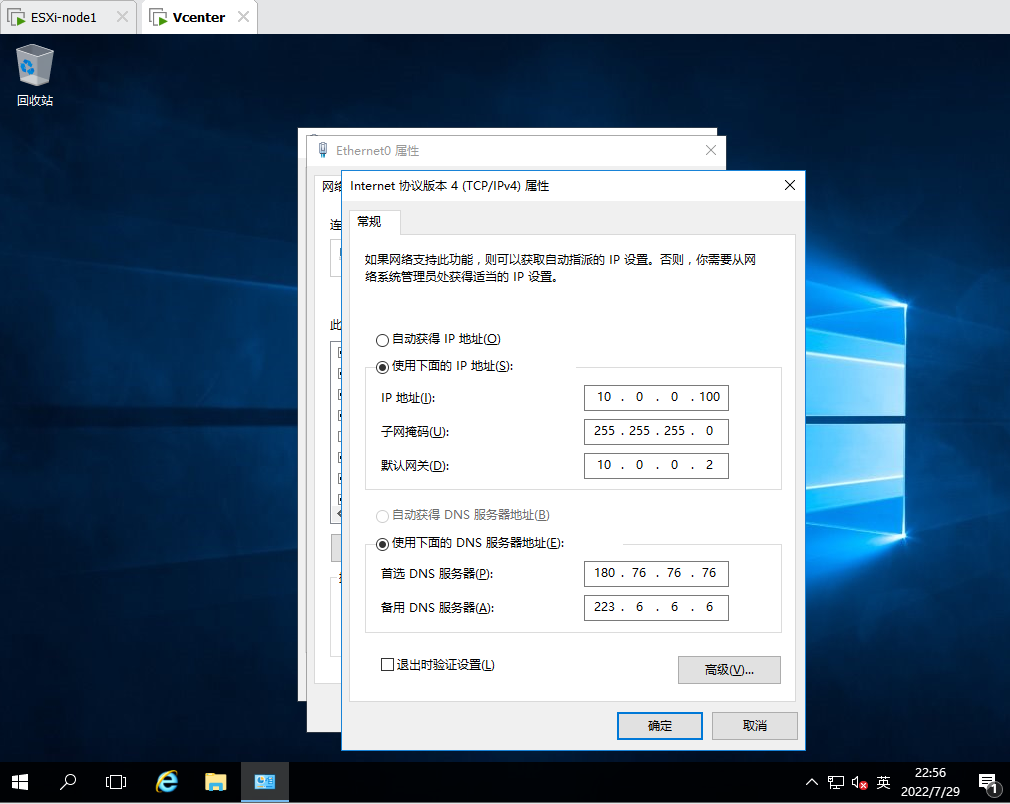 ESXi-node1
Vcenter
回收站
Ethernet0 属性
网络
连
此
Internet 协议版本 4 (TCP/IPv4) 属性
常规
如果网络支持此功能，则可以获取自动指派的 IP 设置。否则，你需要从网
络系统管理员处获得适当的 IP 设置。
自动获得 IP 地址(O)
使用下面的 IP 地址(S):
IP 地址(I): 10 . 0 . 0 . 100
子网掩码(U): 255 . 255 . 255 . 0
默认网关(D): 10 . 0 . 0 . 2
自动获得 DNS 服务器地址(B)
使用下面的 DNS 服务器地址(E):
首选 DNS 服务器(P): 180 . 76 . 76 . 76
备用 DNS 服务器(A): 223 . 6 . 6 . 6
退出时验证设置(L)
高级(V)...
确定
取消
英
22:56
2022/7/29
1